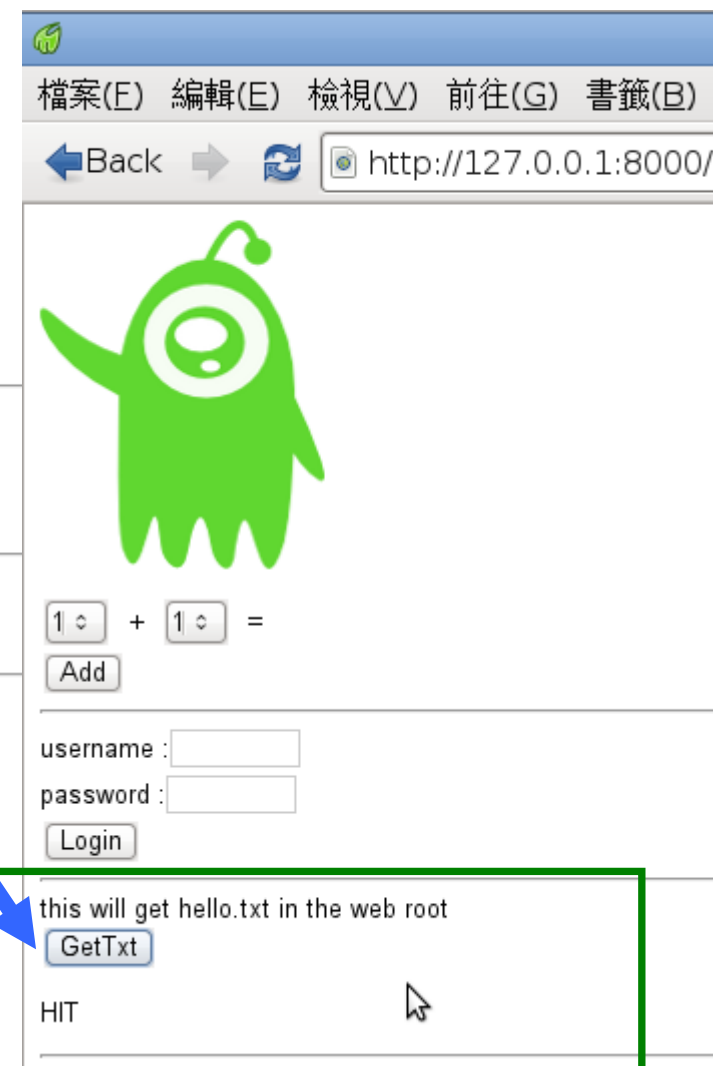 檔案(F) 編輯(E) 檢視(V) 前往(G) 書籤(B)
Back http://127.0.0.1:8000/
1 + 1 =
Add
username :
password :
Login
this will get hello.txt in the web root
GetTxt
HIT